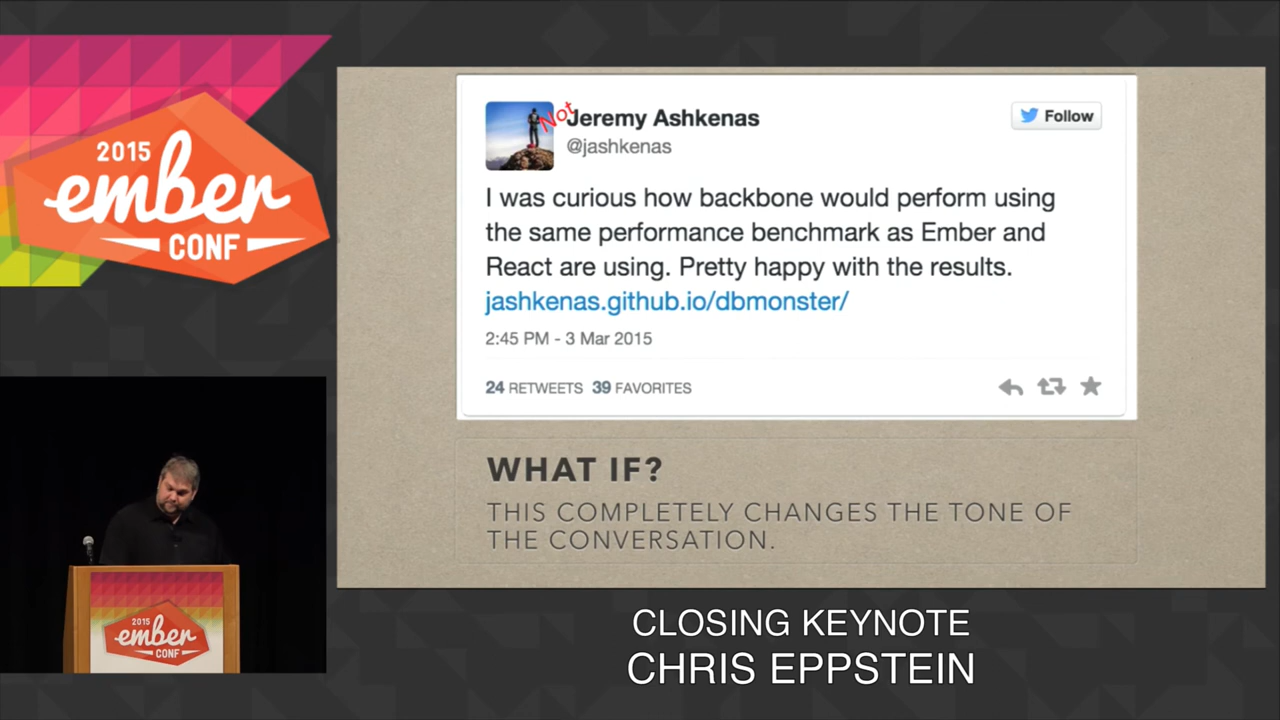 2015
ember
CONF
Not
Jeremy Ashkenas
@jashkenas
Follow
I was curious how backbone would perform using
the same performance benchmark as Ember and
React are using. Pretty happy with the results.
jashkenas.github.io/dbmonster/
2:45 PM - 3 Mar 2015
24 RETWEETS 39 FAVORITES
WHAT IF?
THIS COMPLETELY CHANGES THE TONE OF
THE CONVERSATION.
2015
ember
CONF
CLOSING KEYNOTE
CHRIS EPPSTEIN